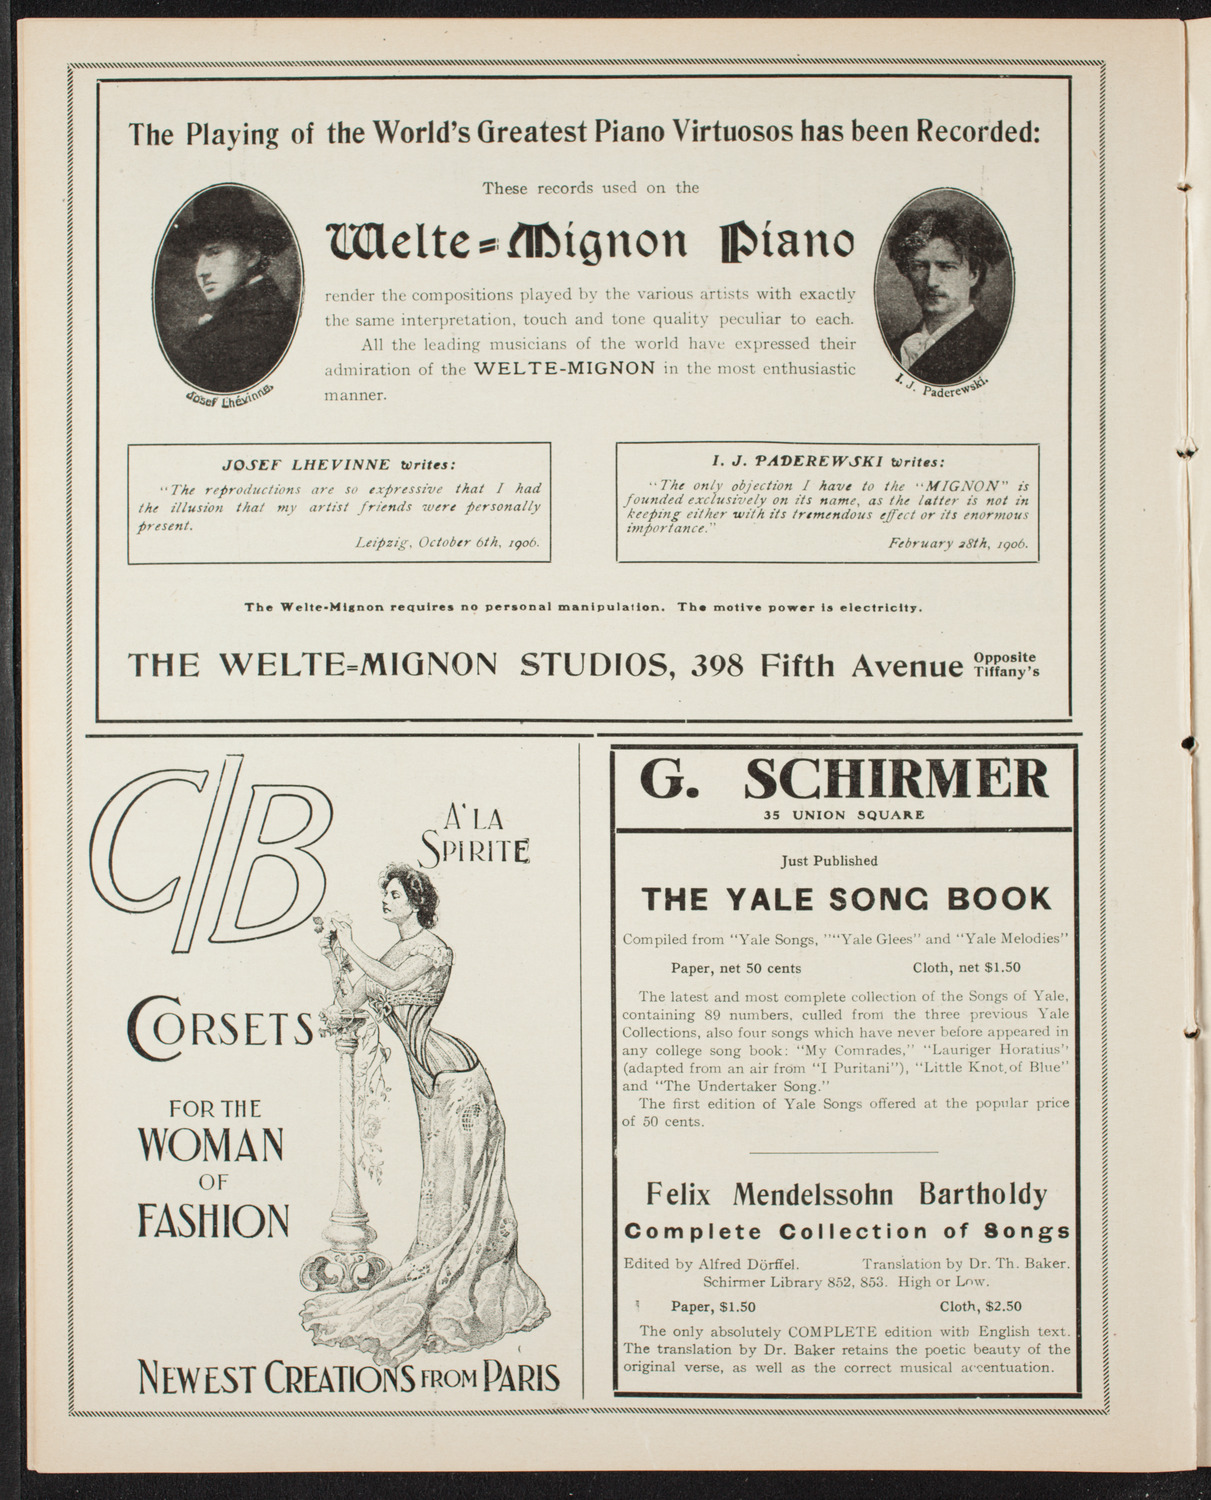 The Playing of the World's Greatest Piano Virtuosos has been Recorded:
These records used on the
Welte=Mignon Piano
render the compositions played by the various artists with exactly
the same interpretation, touch and tone quality peculiar to each.
All the leading musicians of the world have expressed their
admiration of the WELTE-MIGNON in the most enthusiastic
manner.
Josef Lhévinne.
I. J. Paderewski.
JOSEF LHEVINNE writes:
"The reproductions are so expressive that I had
the illusion that my artist friends were personally
present.
Leipzig, October 6th, 1906.
I. J. PADEREWSKI writes:
"The only objection I have to the "MIGNON" is
founded exclusively on its name, as the latter is not in
keeping either with its tremendous effect or its enormous
importance."
February 28th, 1906.
The Welte-Mignon requires no personal manipulation. The motive power is electricity.
THE WELTE=MIGNON STUDIOS, 398 Fifth Avenue Opposite
Tiffany's
C/B
A' LA
SPIRITE
CORSETS
FOR THE
WOMAN
OF
FASHION
NEWEST CREATIONS FROM PARIS
G. SCHIRMER
35 UNION SQUARE
Just Published
THE YALE SONG BOOK
Compiled from "Yale Songs, ""Yale Glees" and "Yale Melodies"
Paper, net 50 cents Cloth, net $1.50
The latest and most complete collection of the Songs of Yale,
containing 89 numbers, culled from the three previous Yale
Collections, also four songs which have never before appeared in
any college song book: "My Comrades," "Lauriger Horatius"
(adapted from an air from "I Puritani"), "Little Knot of Blue"
and "The Undertaker Song."
The first edition of Yale Songs offered at the popular price
of 50 cents.
Felix Mendelssohn Bartholdy
Complete Collection of Songs
Edited by Alfred Dörffel. Translation by Dr. Th. Baker.
Schirmer Library 852, 853. High or Low.
Paper, $1.50 Cloth, $2.50
The only absolutely COMPLETE edition with English text.
The translation by Dr. Baker retains the poetic beauty of the
original verse, as well as the correct musical accentuation.